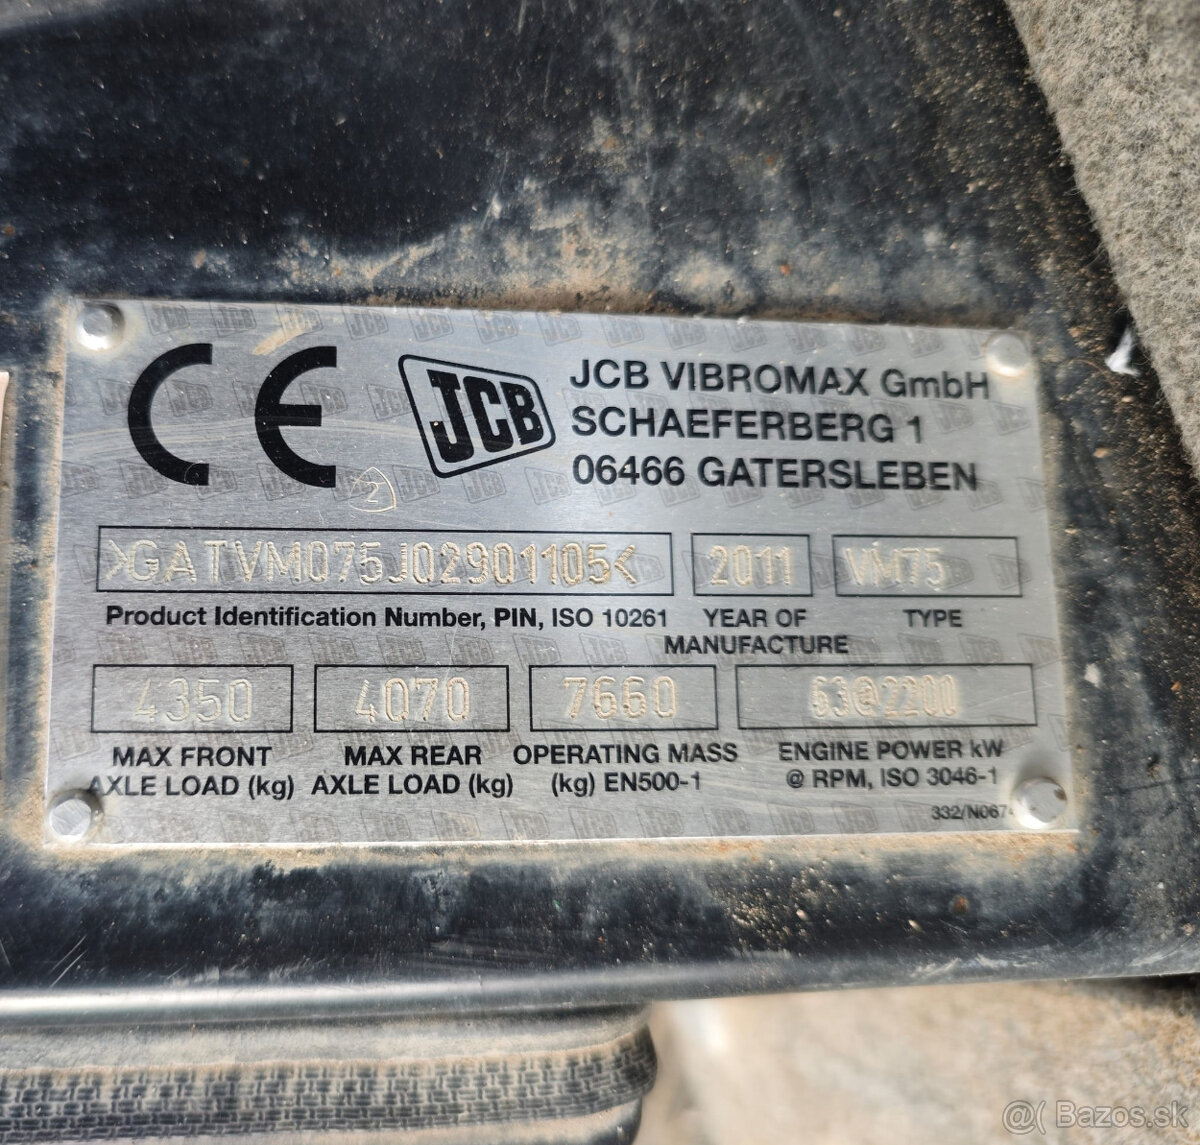 CE JCB JCB VIBROMAX GmbH
SCHAEFERBERG 1
06466 GATERSLEBEN
2
>GATVM075J02901105< 2011 VM75
Product Identification Number, PIN, ISO 10261 YEAR OF MANUFACTURE TYPE
4350 4070 7660 63@2200
MAX FRONT AXLE LOAD (kg) MAX REAR AXLE LOAD (kg) OPERATING MASS (kg) EN500-1 ENGINE POWER kW @ RPM, ISO 3046-1
@( Bazos.sk